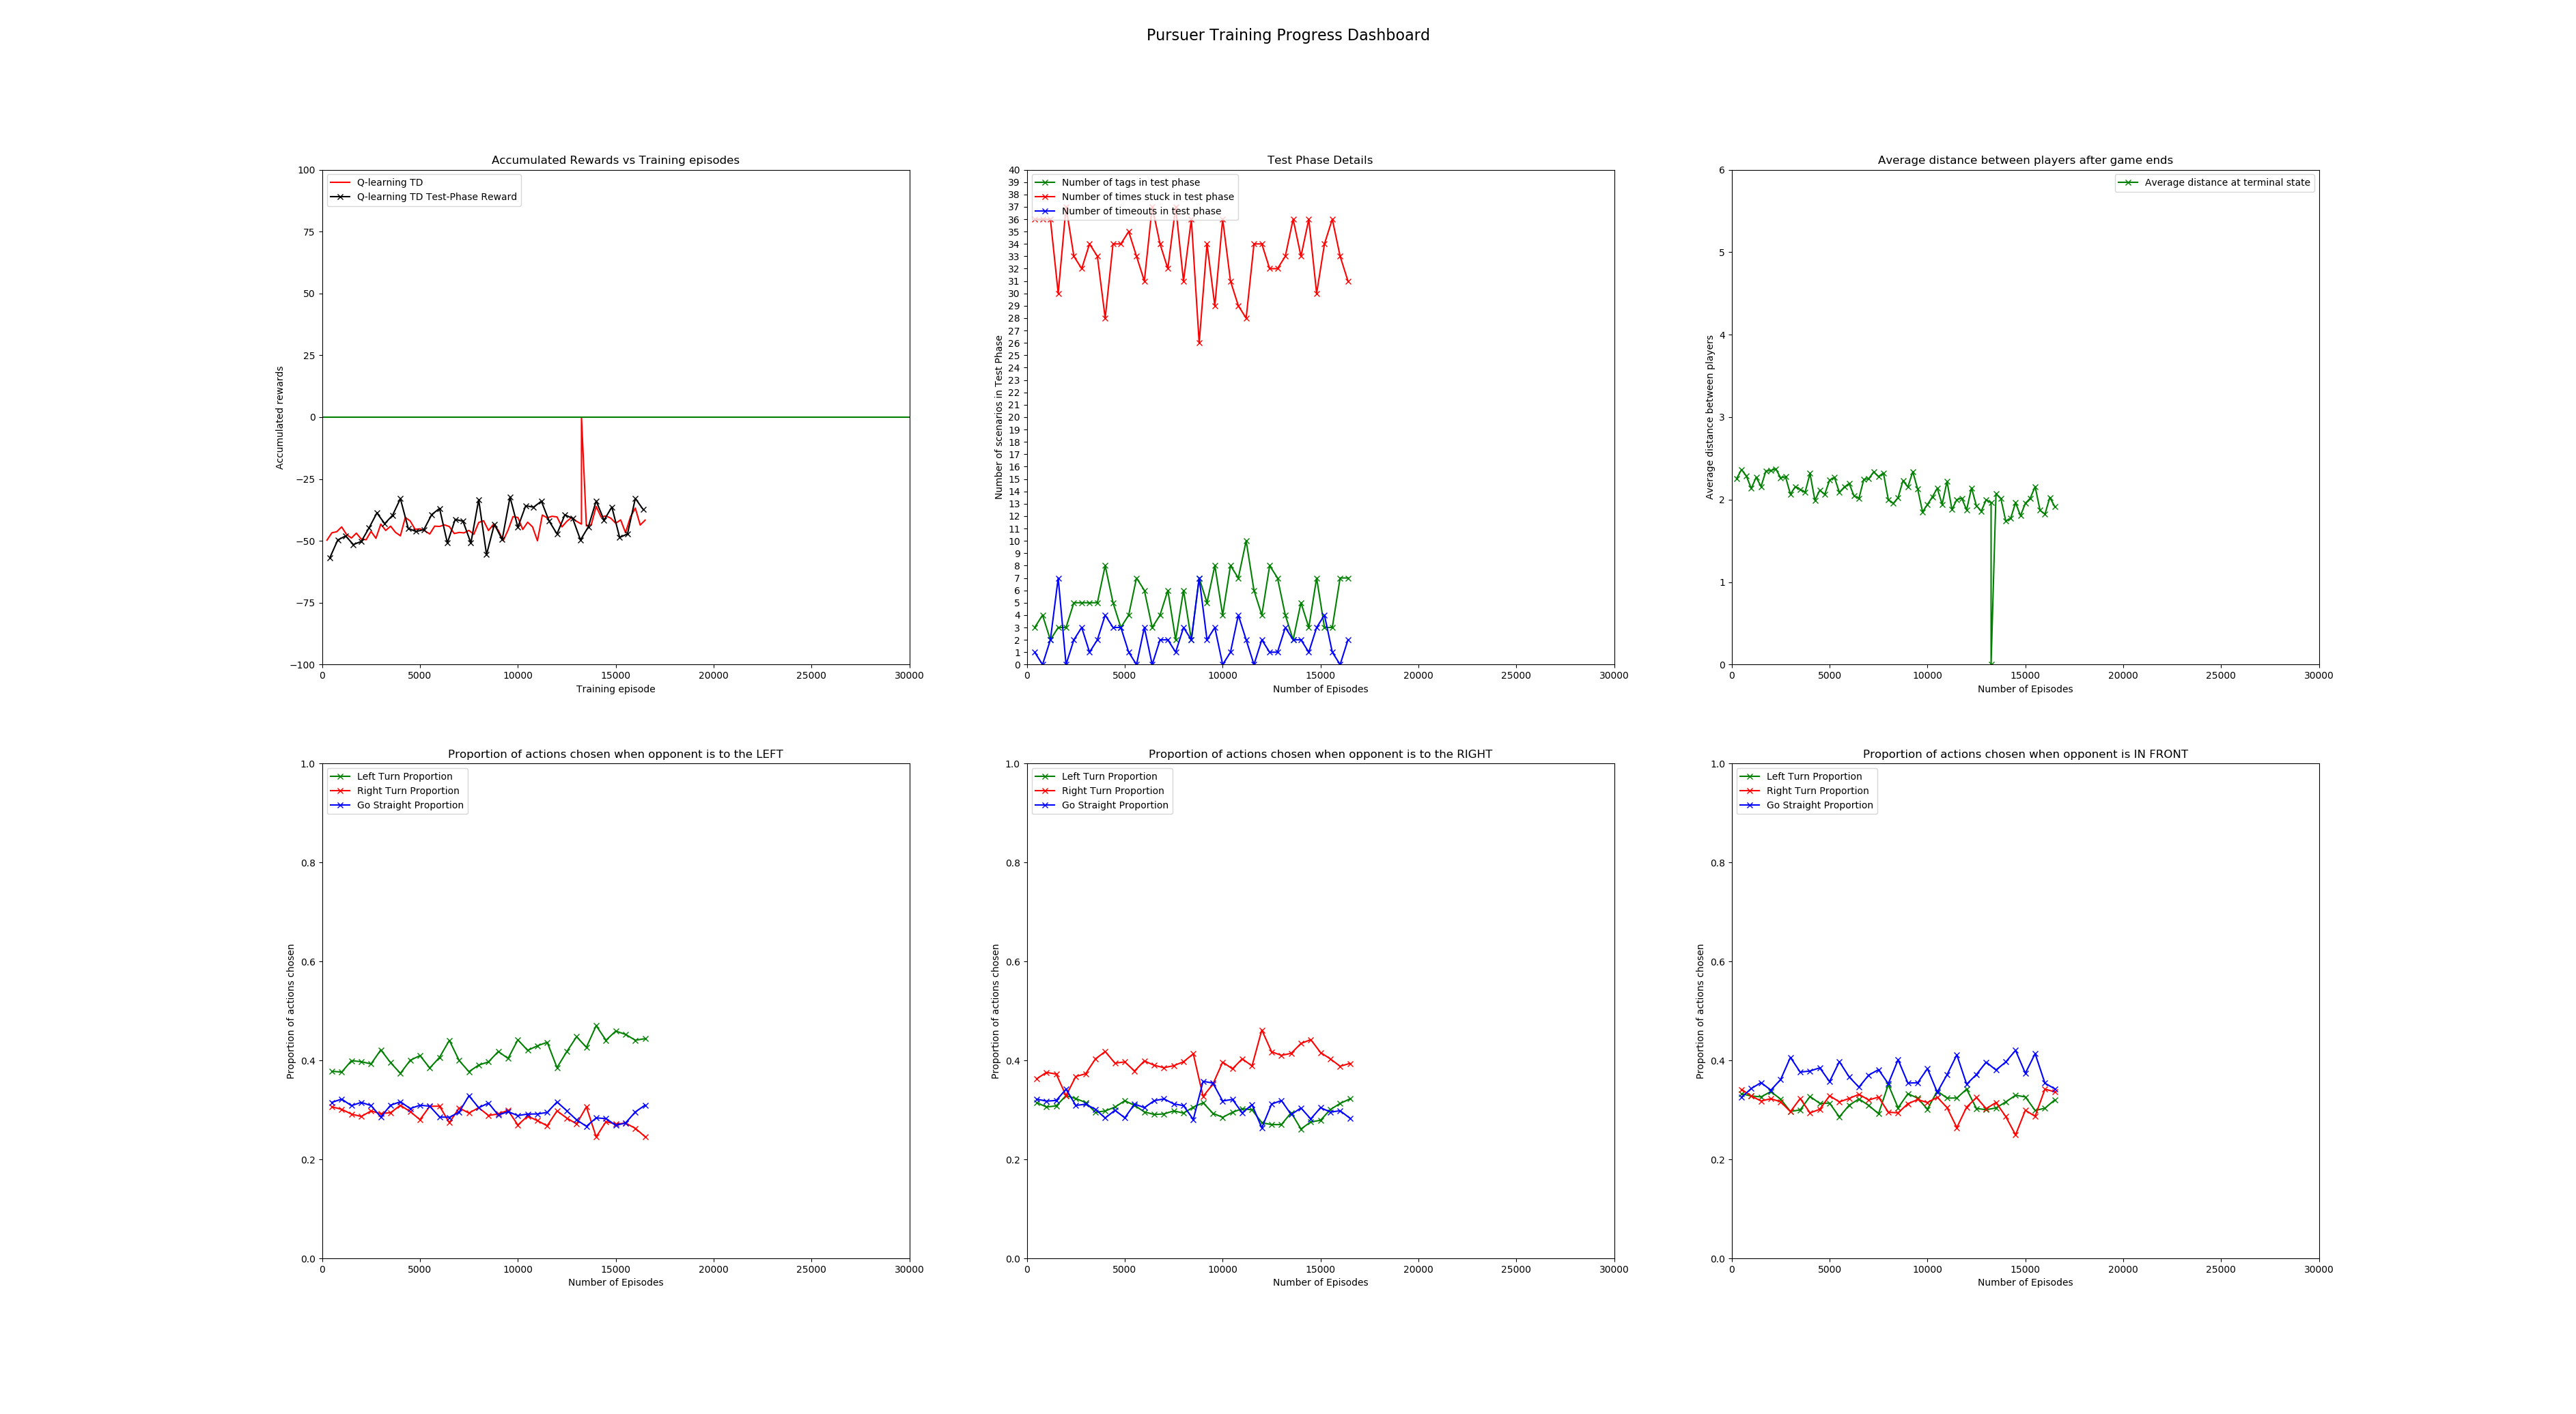 Pursuer Training Progress Dashboard
Accumulated Rewards vs Training episodes
Q-learning TD
Q-learning TD Test-Phase Reward
Accumulated rewards
100
75
50
25
0
−25
−50
−75
−100
0 5000 10000 15000 20000 25000 30000
Training episode
Test Phase Details
Number of tags in test phase
Number of times stuck in test phase
Number of timeouts in test phase
Number of scenarios in Test Phase
40
39
38
37
36
35
34
33
32
31
30
29
28
27
26
25
24
23
22
21
20
19
18
17
16
15
14
13
12
11
10
9
8
7
6
5
4
3
2
1
0
0 5000 10000 15000 20000 25000 30000
Number of Episodes
Average distance between players after game ends
Average distance at terminal state
Average distance between players
6
5
4
3
2
1
0
0 5000 10000 15000 20000 25000 30000
Number of Episodes
Proportion of actions chosen when opponent is to the LEFT
Left Turn Proportion
Right Turn Proportion
Go Straight Proportion
Proportion of actions chosen
1.0
0.8
0.6
0.4
0.2
0.0
0 5000 10000 15000 20000 25000 30000
Number of Episodes
Proportion of actions chosen when opponent is to the RIGHT
Left Turn Proportion
Right Turn Proportion
Go Straight Proportion
Proportion of actions chosen
1.0
0.8
0.6
0.4
0.2
0.0
0 5000 10000 15000 20000 25000 30000
Number of Episodes
Proportion of actions chosen when opponent is IN FRONT
Left Turn Proportion
Right Turn Proportion
Go Straight Proportion
Proportion of actions chosen
1.0
0.8
0.6
0.4
0.2
0.0
0 5000 10000 15000 20000 25000 30000
Number of Episodes